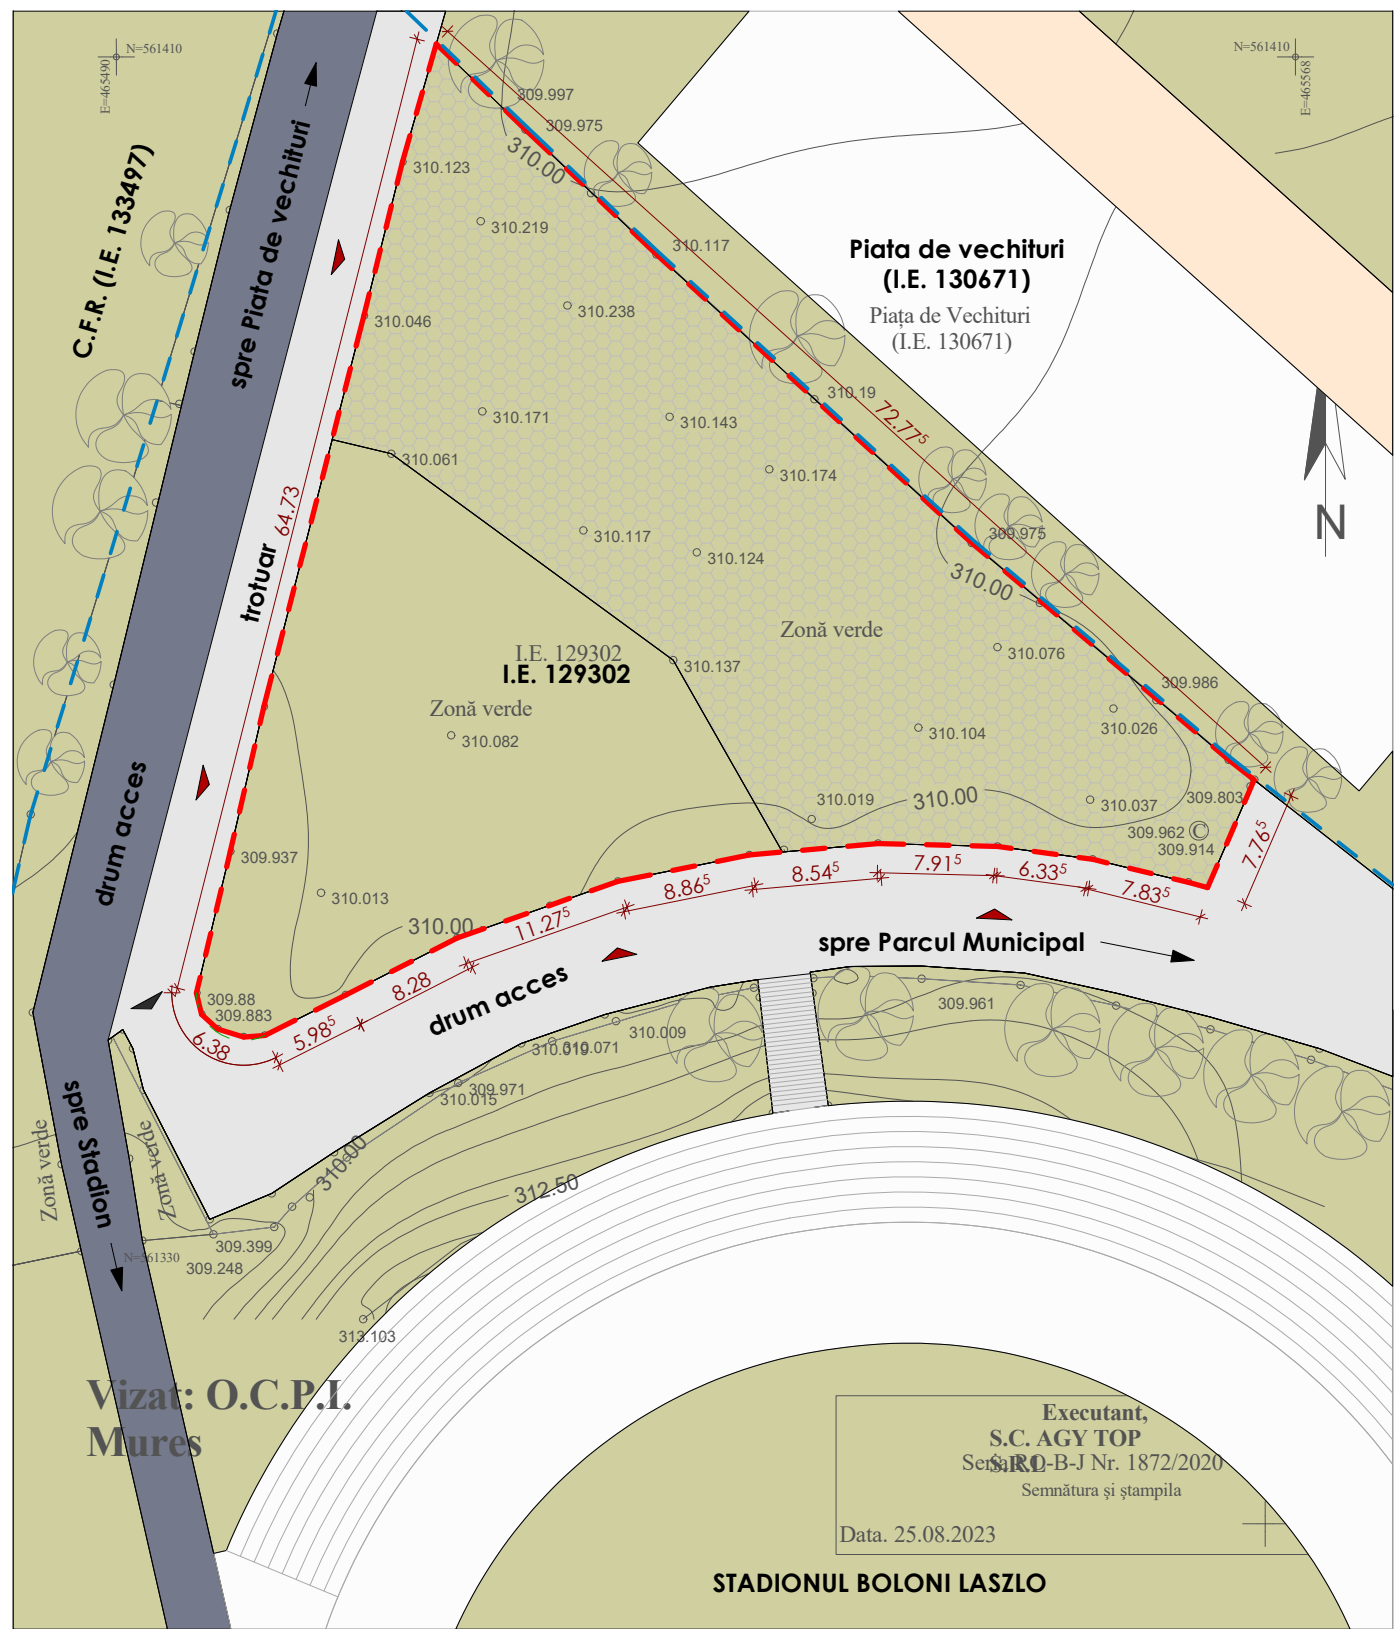 N=561410
E=465490
N=561410
E=465568
309.997
309.975
310.00
310.123
C.F.R. (I.E. 133497)
spre Piata de vechituri
310.219
310.117
Piata de vechituri
(I.E. 130671)
Piața de Vechituri
(I.E. 130671)
310.238
310.046
310.19
72.77⁵
310.171
310.143
310.061
310.174
N
64.73
310.117
310.124
309.975
310.00
trotuar
Zonă verde
I.E. 129302
I.E. 129302
310.137
310.076
309.986
Zonă verde
310.082
310.104
310.026
drum acces
310.019
310.00
310.037
309.803
309.962 ©
309.914
7.76⁵
309.937
8.86⁵
8.54⁵
7.91⁵
6.33⁵
7.83⁵
310.013
310.00
11.27⁵
spre Parcul Municipal
8.28
drum acces
309.88
309.883
309.961
6.38
5.98⁵
310.009
310.071
309.971
310.015
spre Stadion
Zonă verde
Zonă verde
310.00
312.50
309.399
N=561330
309.248
313.103
Vizat: O.C.P.I.
Mures
Executant,
S.C. AGY TOP
S.R.L
Seria RO-B-J Nr. 1872/2020
Semnătura și ștampila
Data. 25.08.2023
STADIONUL BOLONI LASZLO